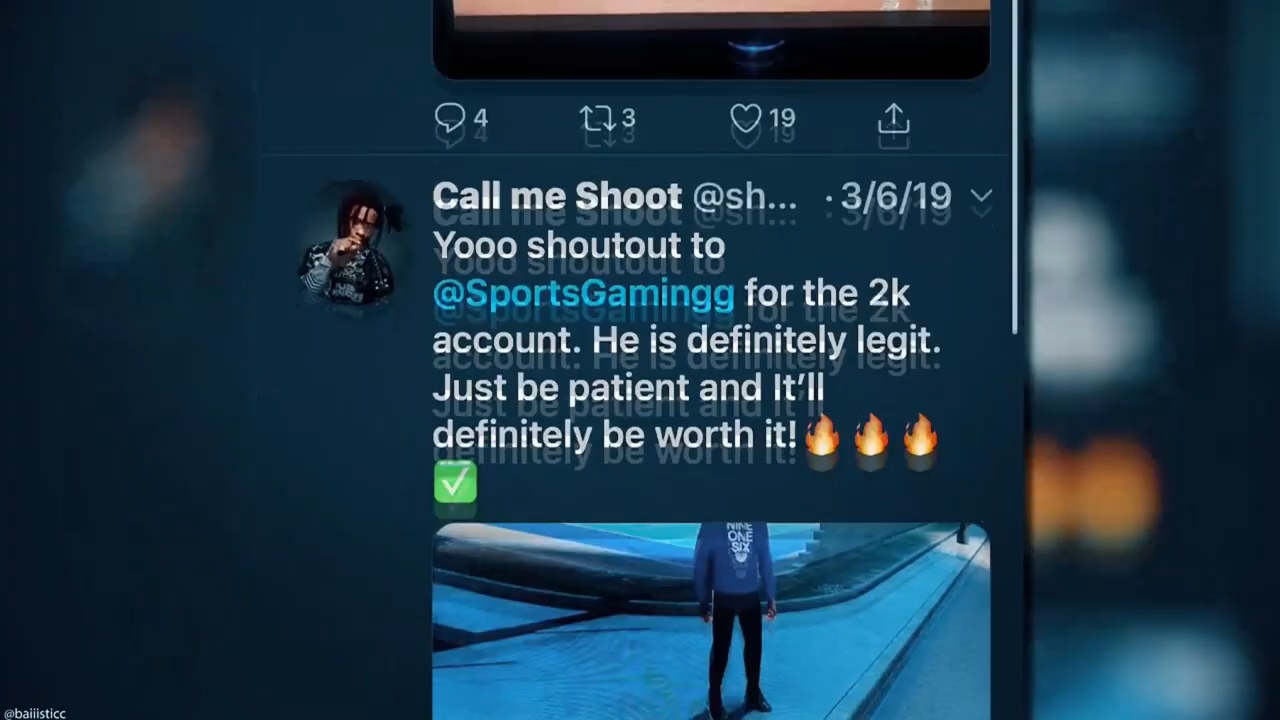 4 3 19
Call me Shoot @sh... · 3/6/19
Yooo shoutout to
@SportsGamingg for the 2k
account. He is definitely legit.
Just be patient and It’ll
definitely be worth it!🔥🔥🔥
✅
NINE
ONE
SIX
@baiiisticc